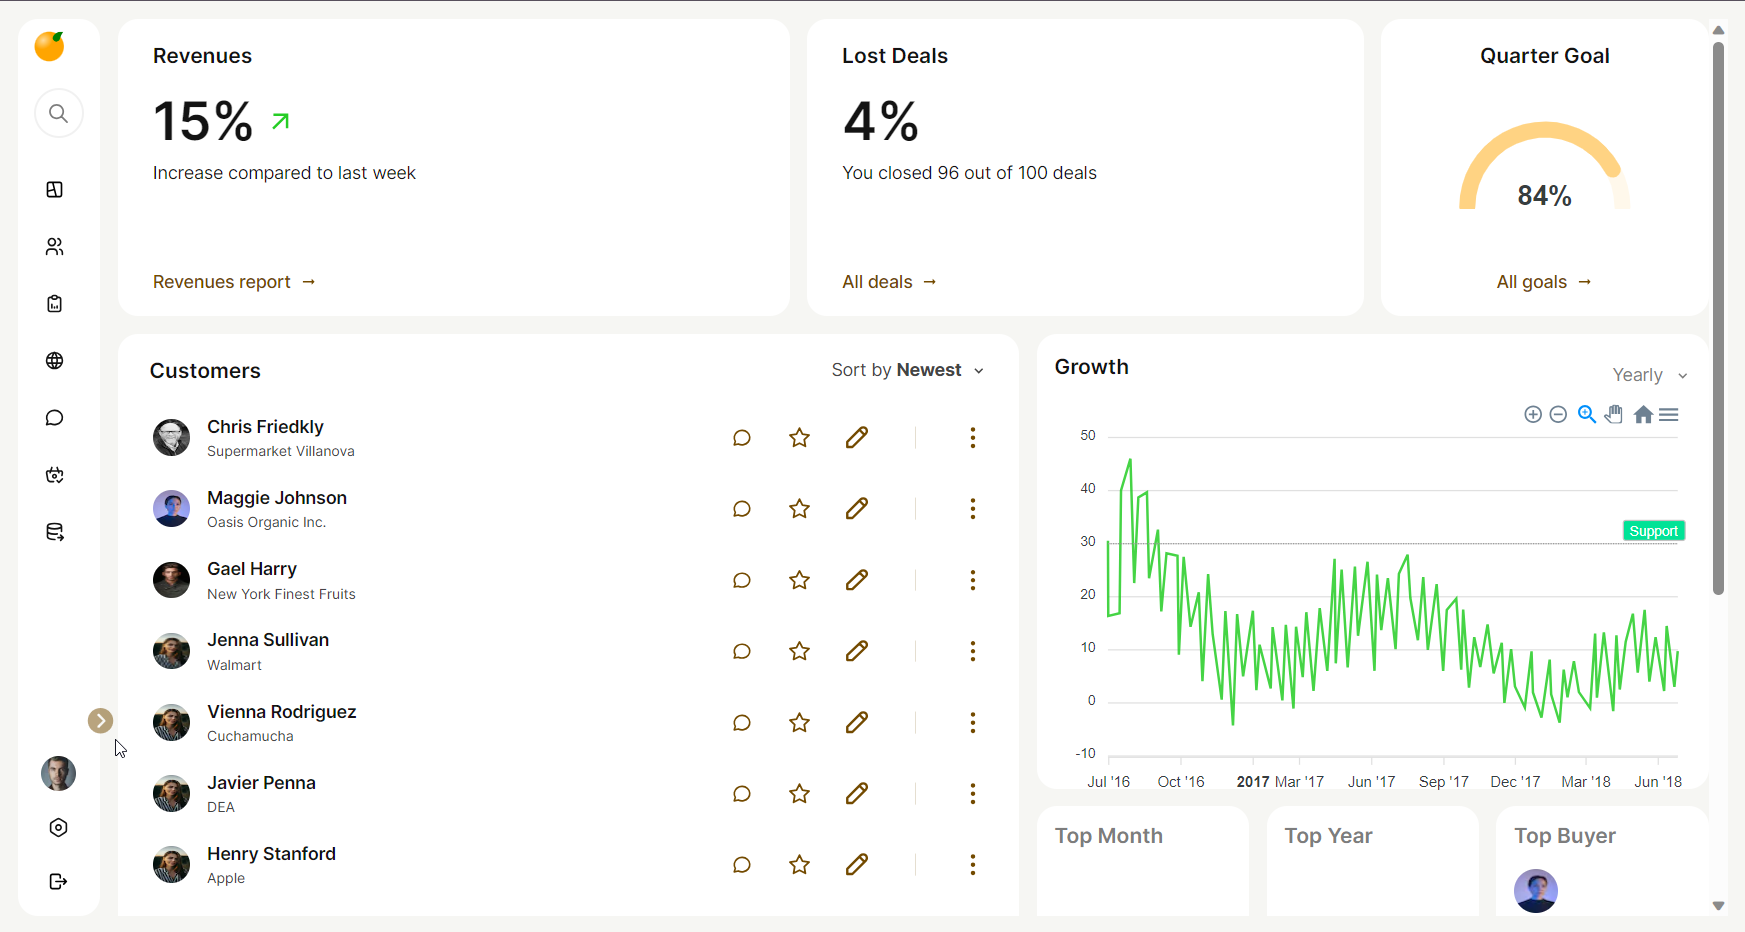 Revenues
15%
Increase compared to last week
Revenues report →
Lost Deals
4%
You closed 96 out of 100 deals
All deals →
Quarter Goal
84%
All goals →
Customers
Sort by Newest
Chris Friedkly
Supermarket Villanova
Maggie Johnson
Oasis Organic Inc.
Gael Harry
New York Finest Fruits
Jenna Sullivan
Walmart
Vienna Rodriguez
Cuchamucha
Javier Penna
DEA
Henry Stanford
Apple
Growth
Yearly
50
40
30
20
10
0
-10
Support
Jul '16 Oct '16 2017 Mar '17 Jun '17 Sep '17 Dec '17 Mar '18 Jun '18
Top Month
Top Year
Top Buyer